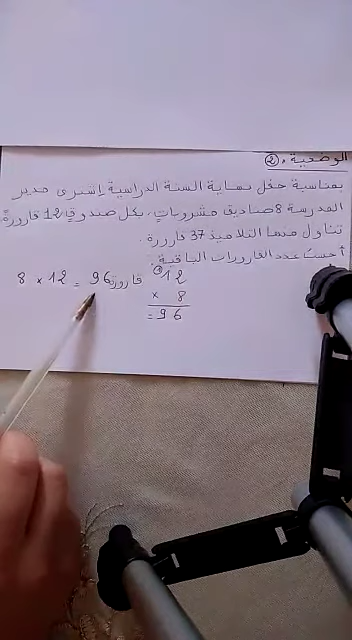 الوضعية 2:
بمناسبة حفل نهاية السنة الدراسية إشترى مدير
المدرسة 8 صناديق مشروبات، بكل صندوق 12 قارورة
تناول منها التلاميذ 37 قارورة.
أحسب عدد القارورات الباقية.
8 × 12 = 96 قارورة
12
× 8
= 96